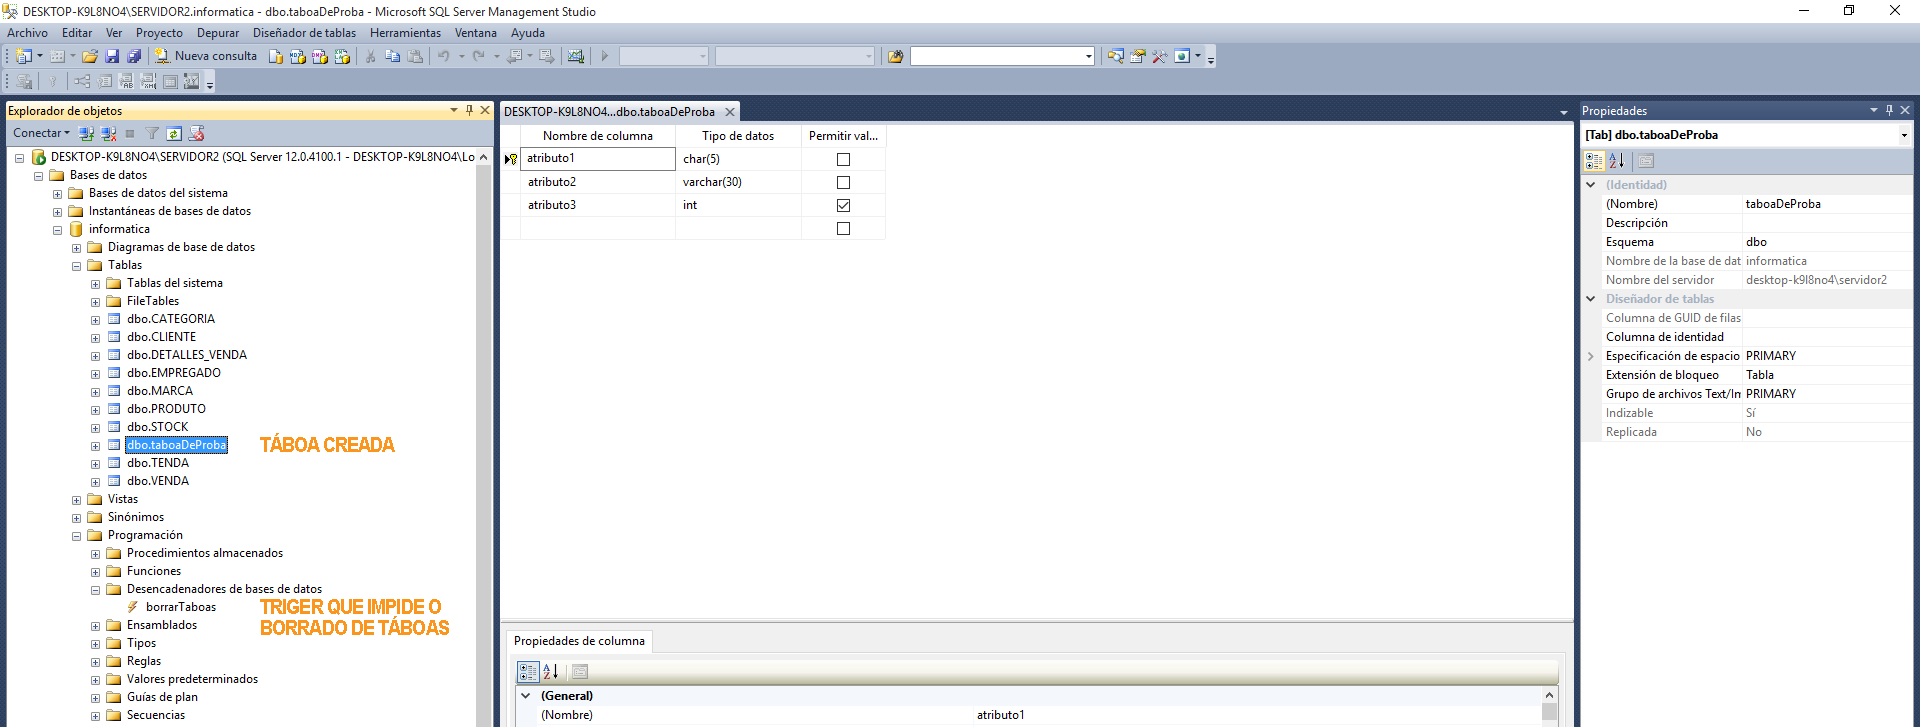 DESKTOP-K9L8NO4\SERVIDOR2.informatica - dbo.taboaDeProba - Microsoft SQL Server Management Studio
Archivo Editar Ver Proyecto Depurar Diseñador de tablas Herramientas Ventana Ayuda
Nueva consulta
Explorador de objetos
Conectar
DESKTOP-K9L8NO4\SERVIDOR2 (SQL Server 12.0.4100.1 - DESKTOP-K9L8NO4\Lo
Bases de datos
Bases de datos del sistema
Instantáneas de bases de datos
informatica
Diagramas de base de datos
Tablas
Tablas del sistema
FileTables
dbo.CATEGORIA
dbo.CLIENTE
dbo.DETALLES_VENDA
dbo.EMPREGADO
dbo.MARCA
dbo.PRODUTO
dbo.STOCK
dbo.taboaDeProba TÁBOA CREADA
dbo.TENDA
dbo.VENDA
Vistas
Sinónimos
Programación
Procedimientos almacenados
Funciones
Desencadenadores de bases de datos
borrarTaboas TRIGER QUE IMPIDE O
BORRADO DE TÁBOAS
Ensamblados
Tipos
Reglas
Valores predeterminados
Guías de plan
Secuencias
DESKTOP-K9L8NO4...dbo.taboaDeProba
Nombre de columna Tipo de datos Permitir val...
atributo1 char(5)
atributo2 varchar(30)
atributo3 int
Propiedades de columna
(General)
(Nombre) atributo1
Propiedades
[Tab] dbo.taboaDeProba
(Identidad)
(Nombre) taboaDeProba
Descripción
Esquema dbo
Nombre de la base de dat informatica
Nombre del servidor desktop-k9l8no4\servidor2
Diseñador de tablas
Columna de GUID de filas
Columna de identidad
Especificación de espacio PRIMARY
Extensión de bloqueo Tabla
Grupo de archivos Text/Im PRIMARY
Indizable Sí
Replicada No